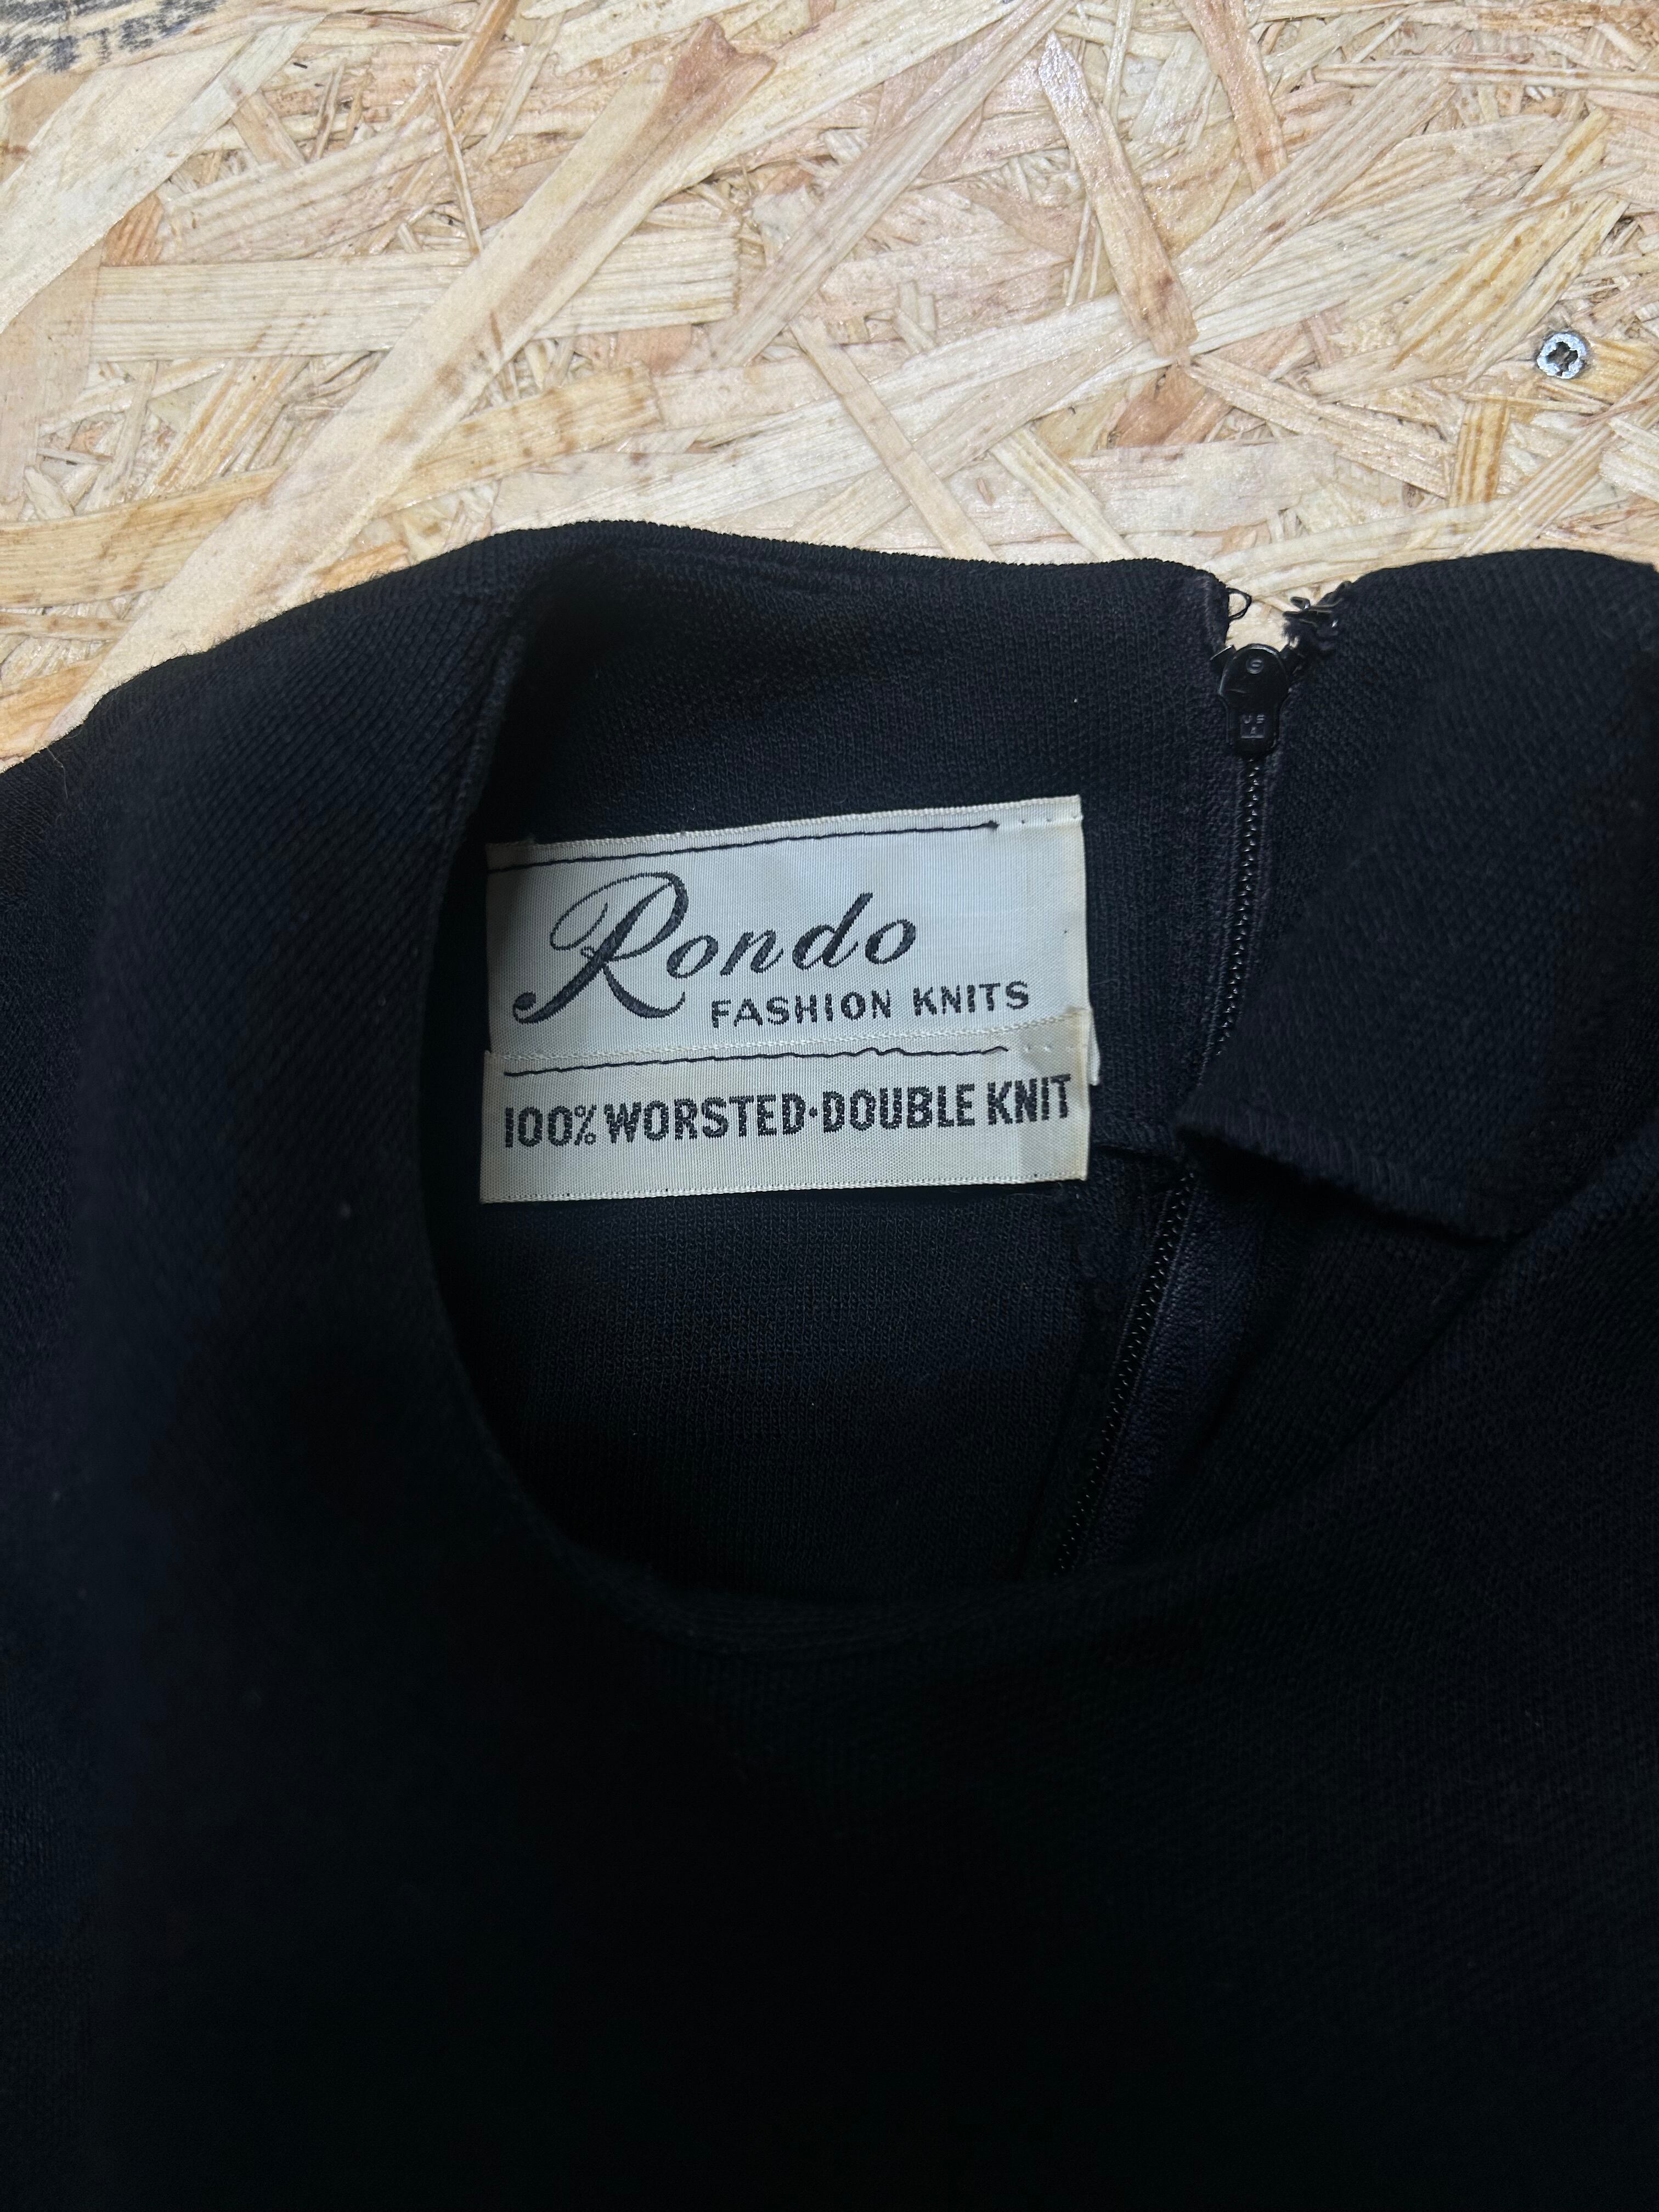 Rondo
FASHION KNITS
100% WORSTED·DOUBLE KNIT